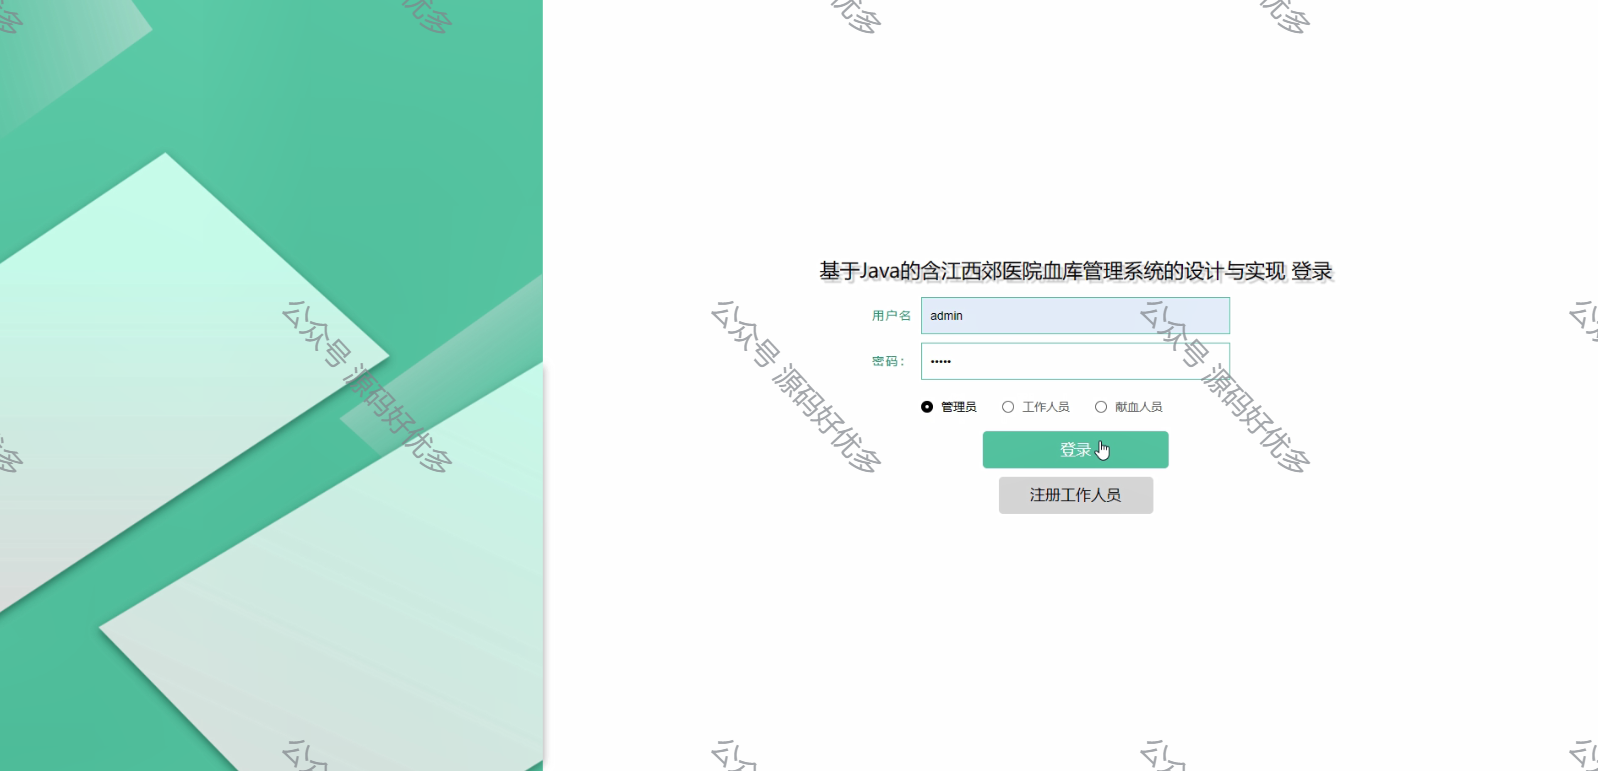 基于Java的含江西郊医院血库管理系统的设计与实现 登录
用户名
admin
密码：
•••••
管理员
工作人员
献血人员
登录
注册工作人员
公众号 源码好优多
公众号 源码好优多
公众号 源码好优多